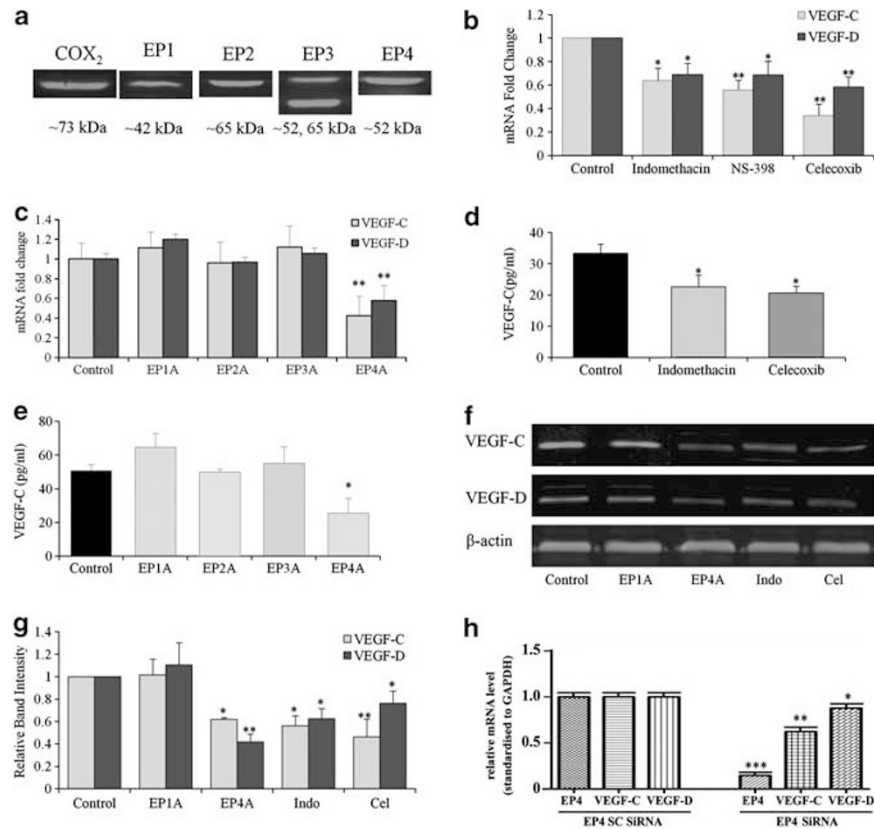 a
COX2 EP1 EP2 EP3 EP4
~73 kDa ~42 kDa ~65 kDa ~52, 65 kDa ~52 kDa
b
VEGF-C
VEGF-D
mRNA Fold Change
1.2
1
0.8
0.6
0.4
0.2
0
* * ** * ** **
Control Indomethacin NS-398 Celecoxib
c
VEGF-C
VEGF-D
mRNA fold change
1.4
1.2
1
0.8
0.6
0.4
0.2
0
** **
Control EP1A EP2A EP3A EP4A
d
VEGF-C(pg/ml)
40
30
20
10
0
* *
Control Indomethacin Celecoxib
e
VEGF-C (pg/ml)
80
60
40
20
0
*
Control EP1A EP2A EP3A EP4A
f
VEGF-C
VEGF-D
β-actin
Control EP1A EP4A Indo Cel
g
VEGF-C
VEGF-D
Relative Band Intensity
1.4
1.2
1
0.8
0.6
0.4
0.2
0
* ** * * ** *
Control EP1A EP4A Indo Cel
h
relative mRNA level
(standardised to GAPDH)
1.5
1.0
0.5
0
*** ** *
EP4 VEGF-C VEGF-D EP4 VEGF-C VEGF-D
EP4 SC SiRNA EP4 SiRNA